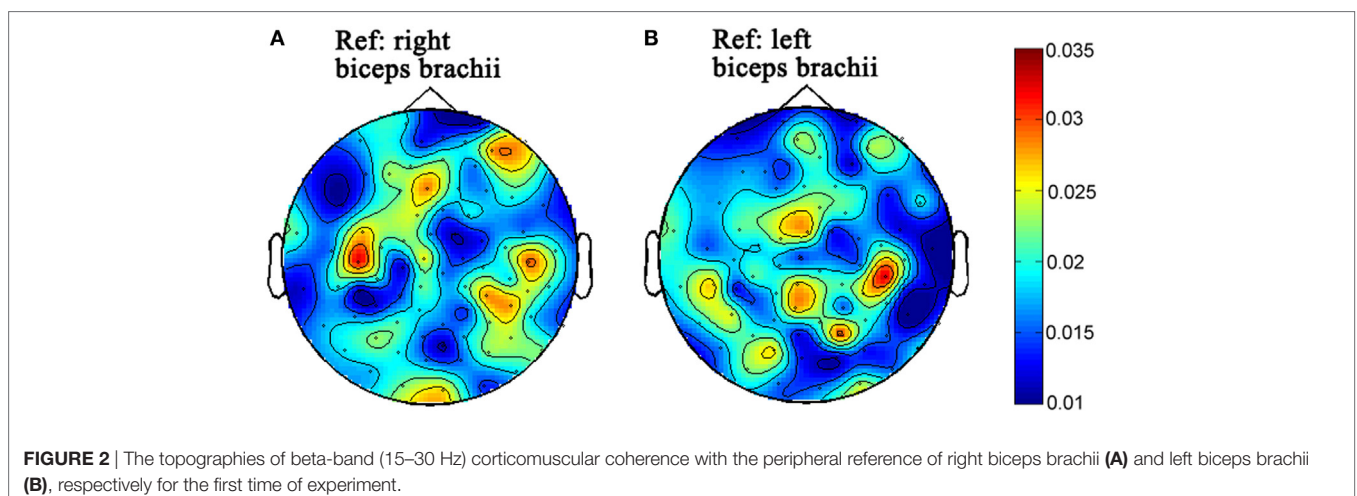 A
Ref: right
biceps brachii
B
Ref: left
biceps brachii
0.035
0.03
0.025
0.02
0.015
0.01
FIGURE 2 | The topographies of beta-band (15–30 Hz) corticomuscular coherence with the peripheral reference of right biceps brachii (A) and left biceps brachii
(B), respectively for the first time of experiment.